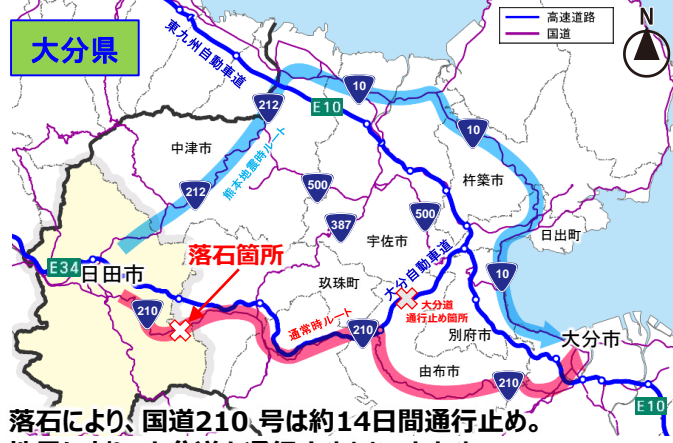 大分県
高速道路
国道
N
東九州自動車道
10
212
E10
10
中津市
熊本地震時ルート
212
500
杵築市
387
500
宇佐市
日出町
落石箇所
大分自動車道
E34
日田市
玖珠町
10
大分道
通行止め箇所
210
通常時ルート
210
別府市
大分市
由布市
210
E10
落石により、国道210 号は約14日間通行止め。